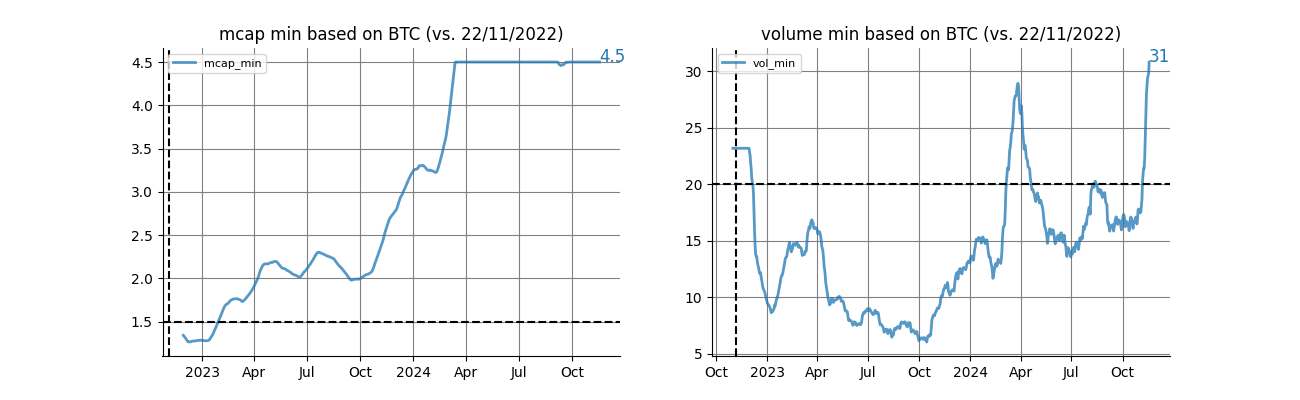 mcap min based on BTC (vs. 22/11/2022)
mcap_min
4.5
4.5
4.0
3.5
3.0
2.5
2.0
1.5
2023 Apr Jul Oct 2024 Apr Jul Oct
volume min based on BTC (vs. 22/11/2022)
vol_min
31
30
25
20
15
10
5
Oct 2023 Apr Jul Oct 2024 Apr Jul Oct